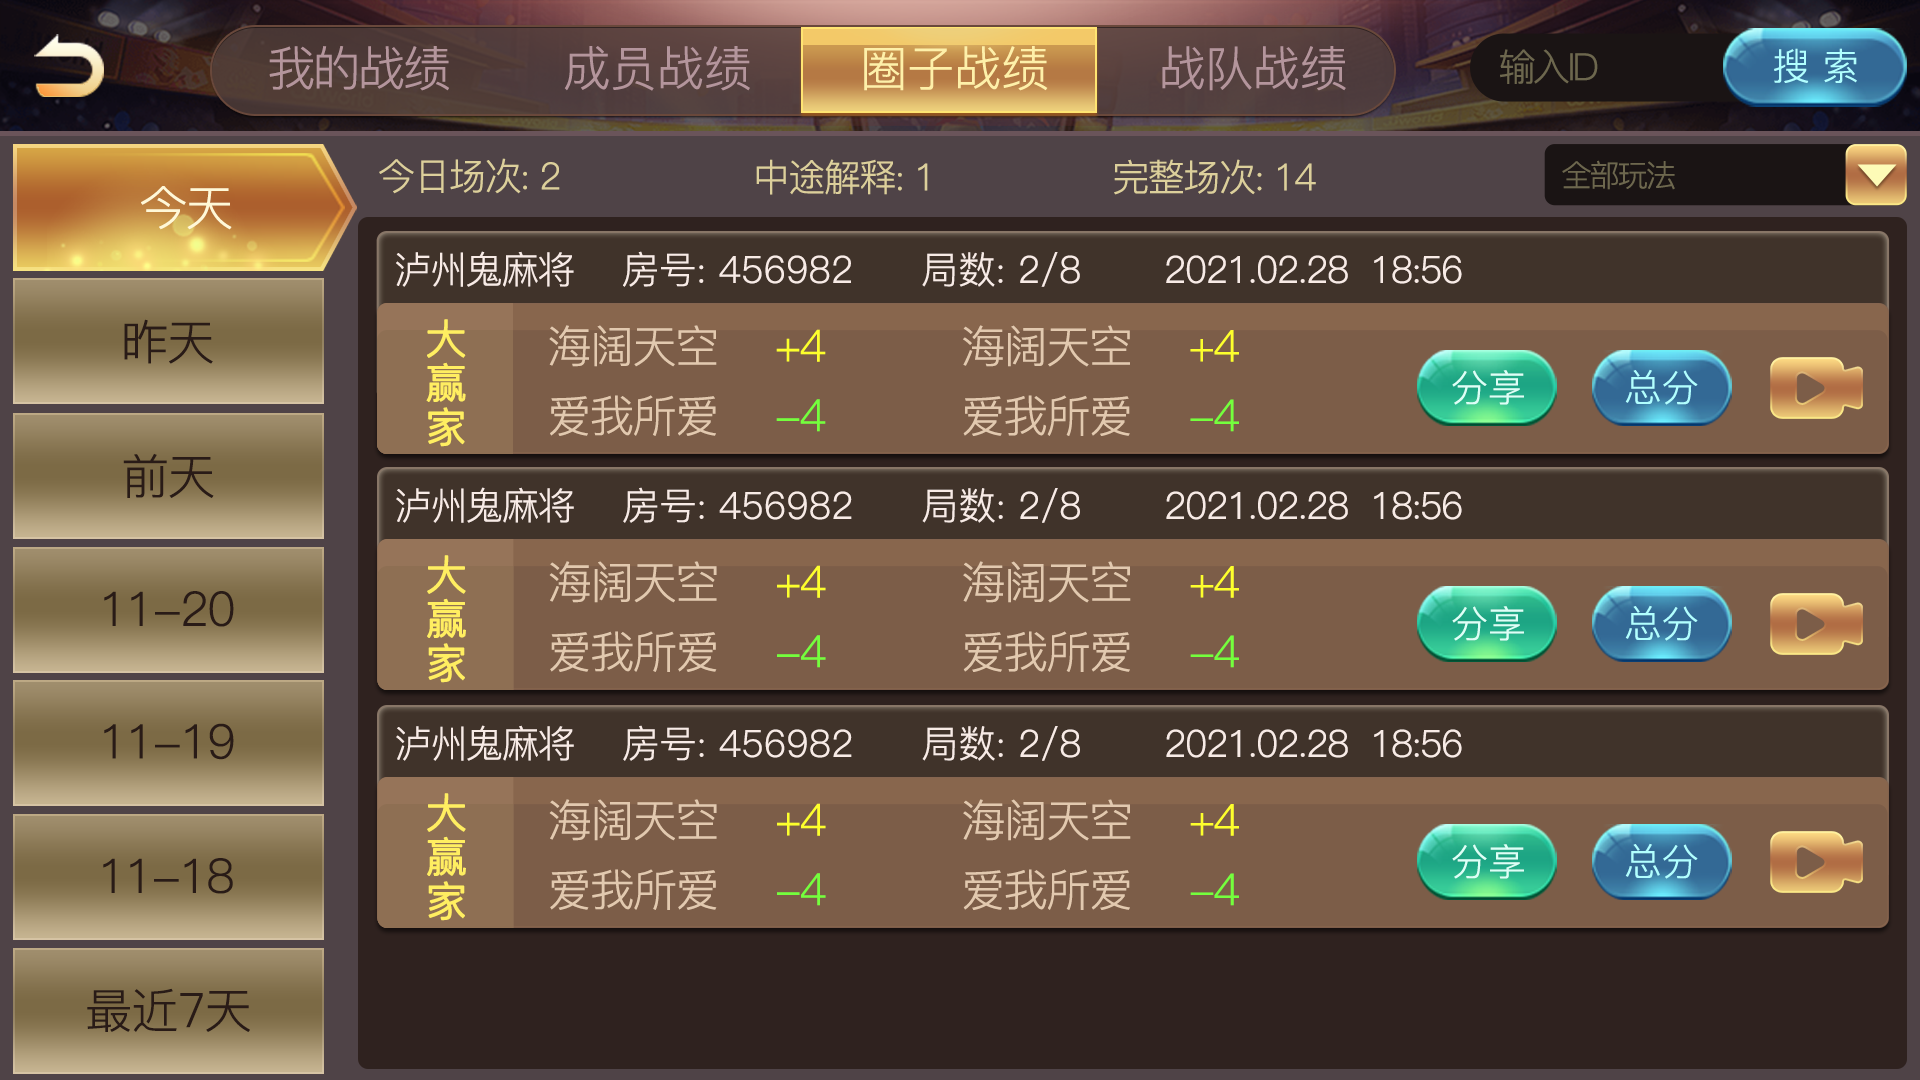 我的战绩 成员战绩 圈子战绩 战队战绩 输入ID 搜索
今日场次: 2 中途解释: 1 完整场次: 14 全部玩法
今天
昨天
前天
11-20
11-19
11-18
最近7天
泸州鬼麻将 房号: 456982 局数: 2/8 2021.02.28 18:56
大赢家
海阔天空 +4 海阔天空 +4
爱我所爱 -4 爱我所爱 -4
分享 总分
泸州鬼麻将 房号: 456982 局数: 2/8 2021.02.28 18:56
大赢家
海阔天空 +4 海阔天空 +4
爱我所爱 -4 爱我所爱 -4
分享 总分
泸州鬼麻将 房号: 456982 局数: 2/8 2021.02.28 18:56
大赢家
海阔天空 +4 海阔天空 +4
爱我所爱 -4 爱我所爱 -4
分享 总分